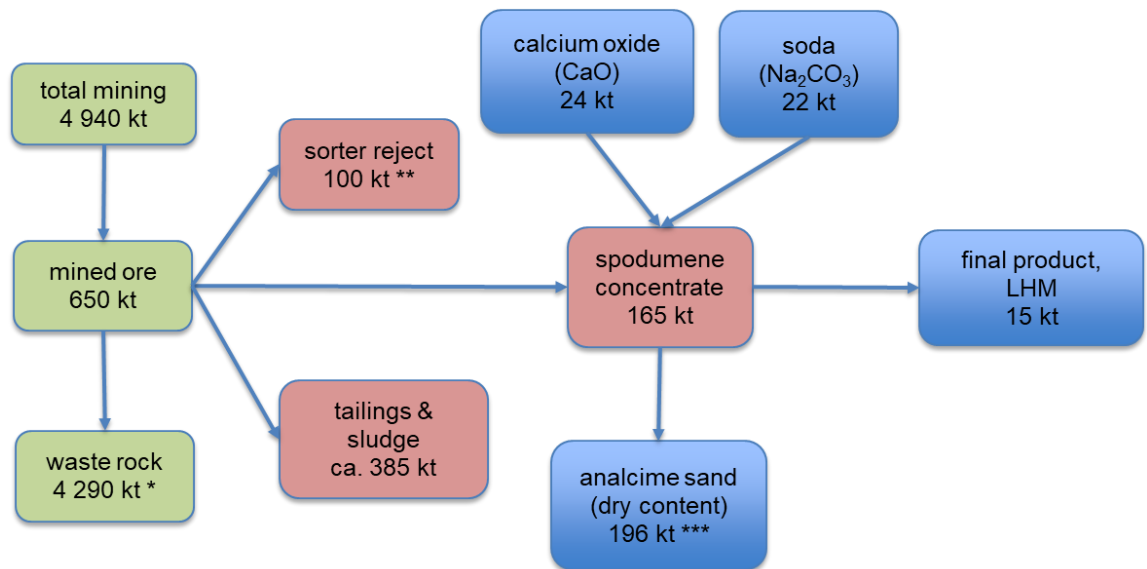 total mining
4 940 kt
mined ore
650 kt
waste rock
4 290 kt *
sorter reject
100 kt **
tailings &
sludge
ca. 385 kt
calcium oxide
(CaO)
24 kt
soda
(Na₂CO₃)
22 kt
spodumene
concentrate
165 kt
analcime sand
(dry content)
196 kt ***
final product,
LHM
15 kt